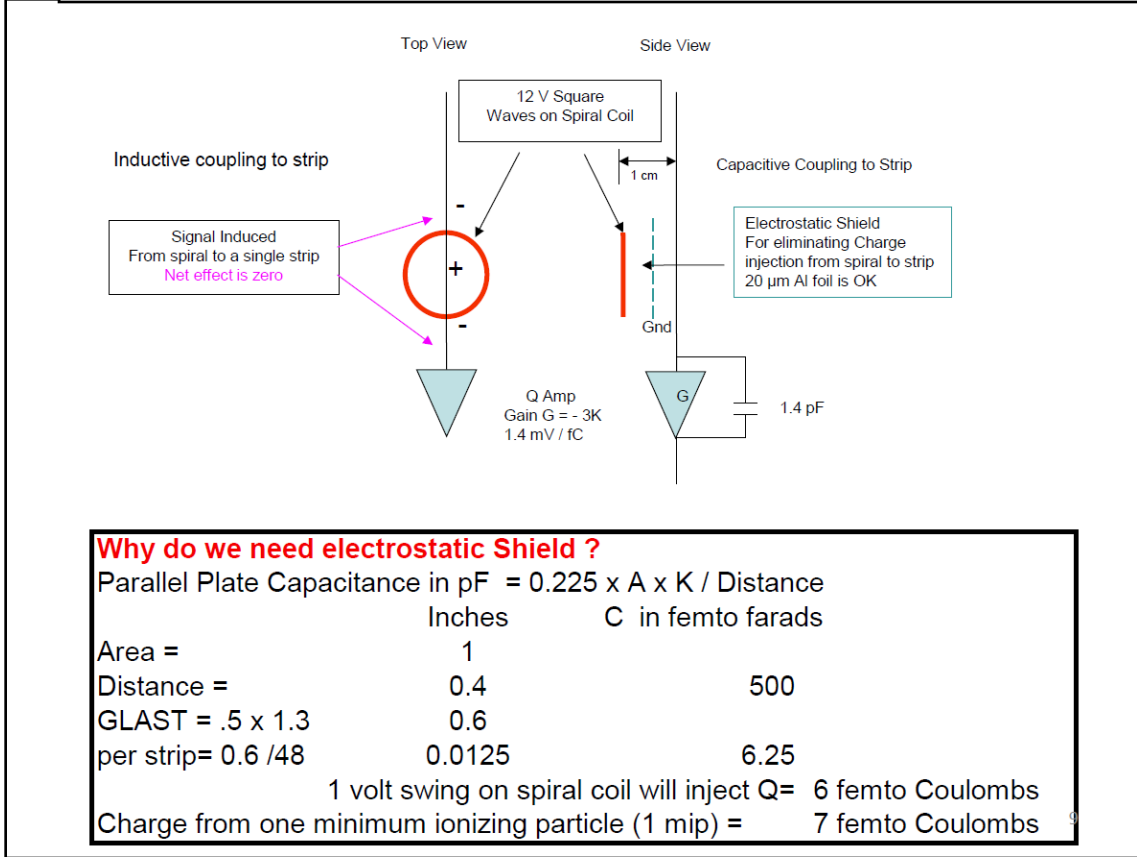 Top View
Side View
12 V Square
Waves on Spiral Coil
Inductive coupling to strip
1 cm
Capacitive Coupling to Strip
-
Signal Induced
From spiral to a single strip
Net effect is zero
+
-
Electrostatic Shield
For eliminating Charge
injection from spiral to strip
20 µm Al foil is OK
Gnd
Q Amp
Gain G = - 3K
1.4 mV / fC
G
1.4 pF
Why do we need electrostatic Shield ?
Parallel Plate Capacitance in pF = 0.225 x A x K / Distance
Inches C in femto farads
Area = 1
Distance = 0.4 500
GLAST = .5 x 1.3 0.6
per strip= 0.6 /48 0.0125 6.25
1 volt swing on spiral coil will inject Q= 6 femto Coulombs
Charge from one minimum ionizing particle (1 mip) = 7 femto Coulombs
9